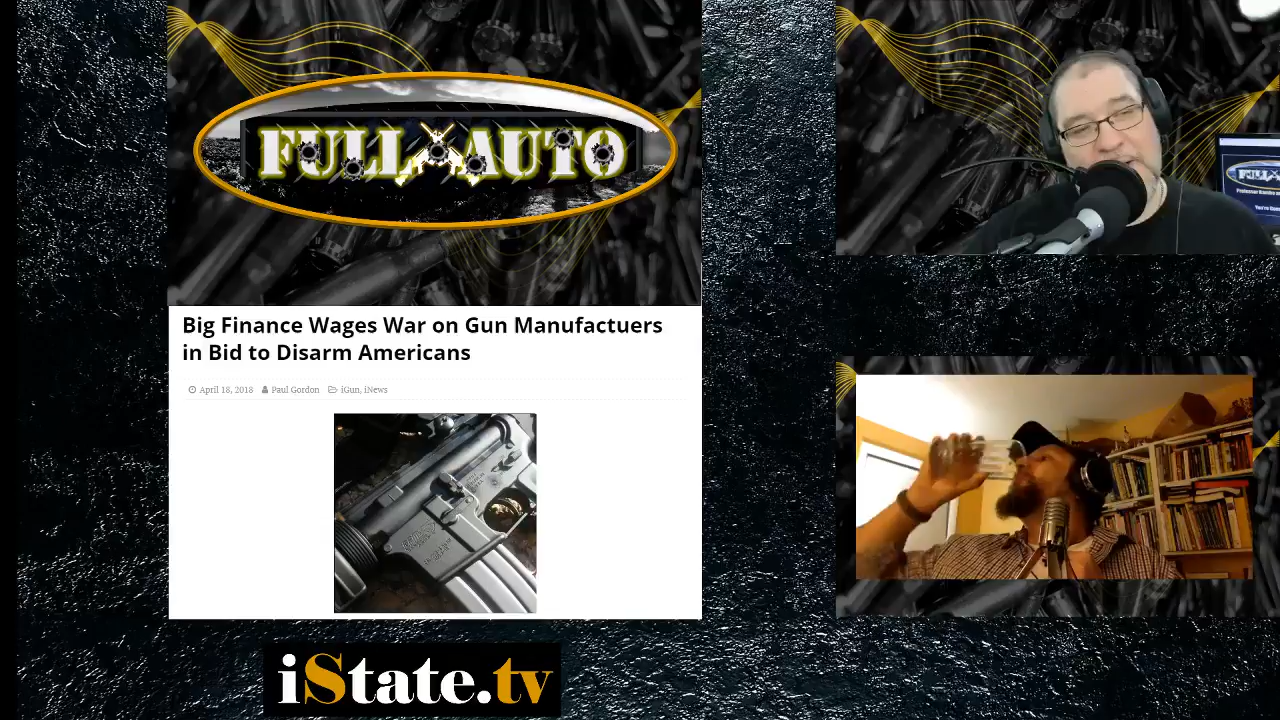 FULL AUTO
Big Finance Wages War on Gun Manufactuers
in Bid to Disarm Americans
April 18, 2018 Paul Gordon iGun, iNews
iState.tv